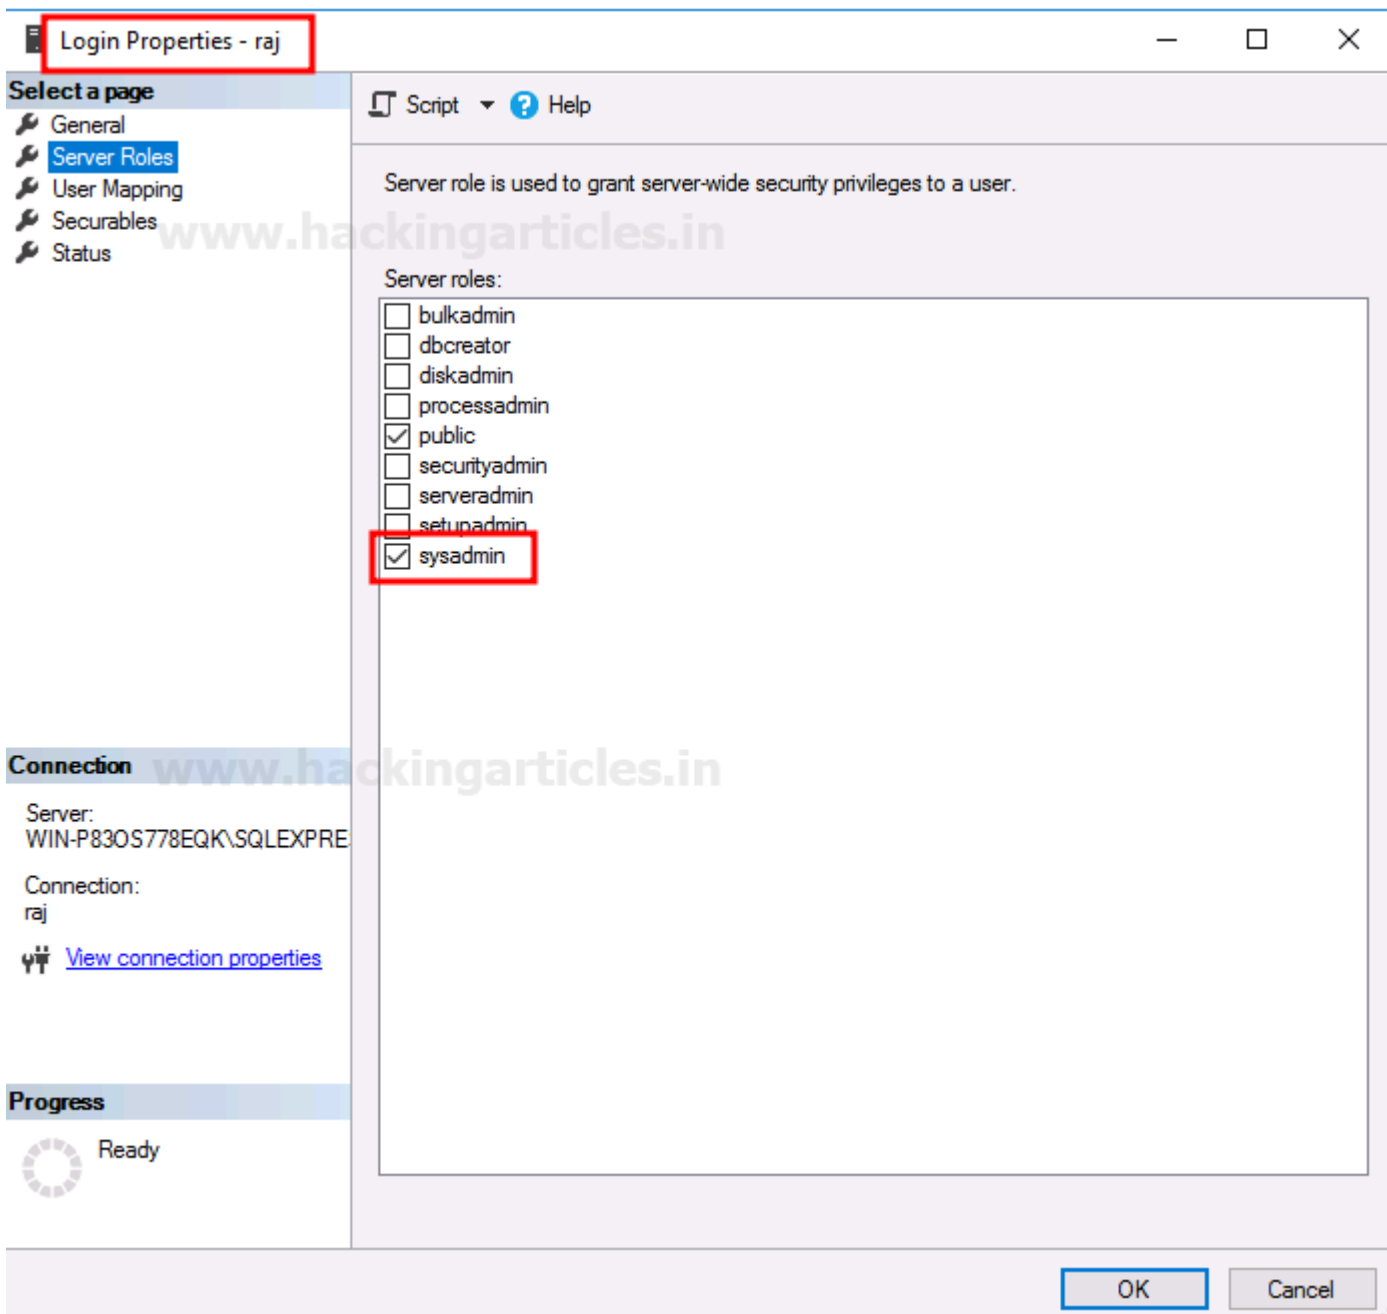 Login Properties - raj
Select a page
General
Server Roles
User Mapping
Securables
Status
Script
Help
Server role is used to grant server-wide security privileges to a user.
www.hackingarticles.in
Server roles:
bulkadmin
dbcreator
diskadmin
processadmin
public
securityadmin
serveradmin
setupadmin
sysadmin
Connection
www.hackingarticles.in
Server:
WIN-P83OS778EQK\SQLEXPRE
Connection:
raj
View connection properties
Progress
Ready
OK
Cancel